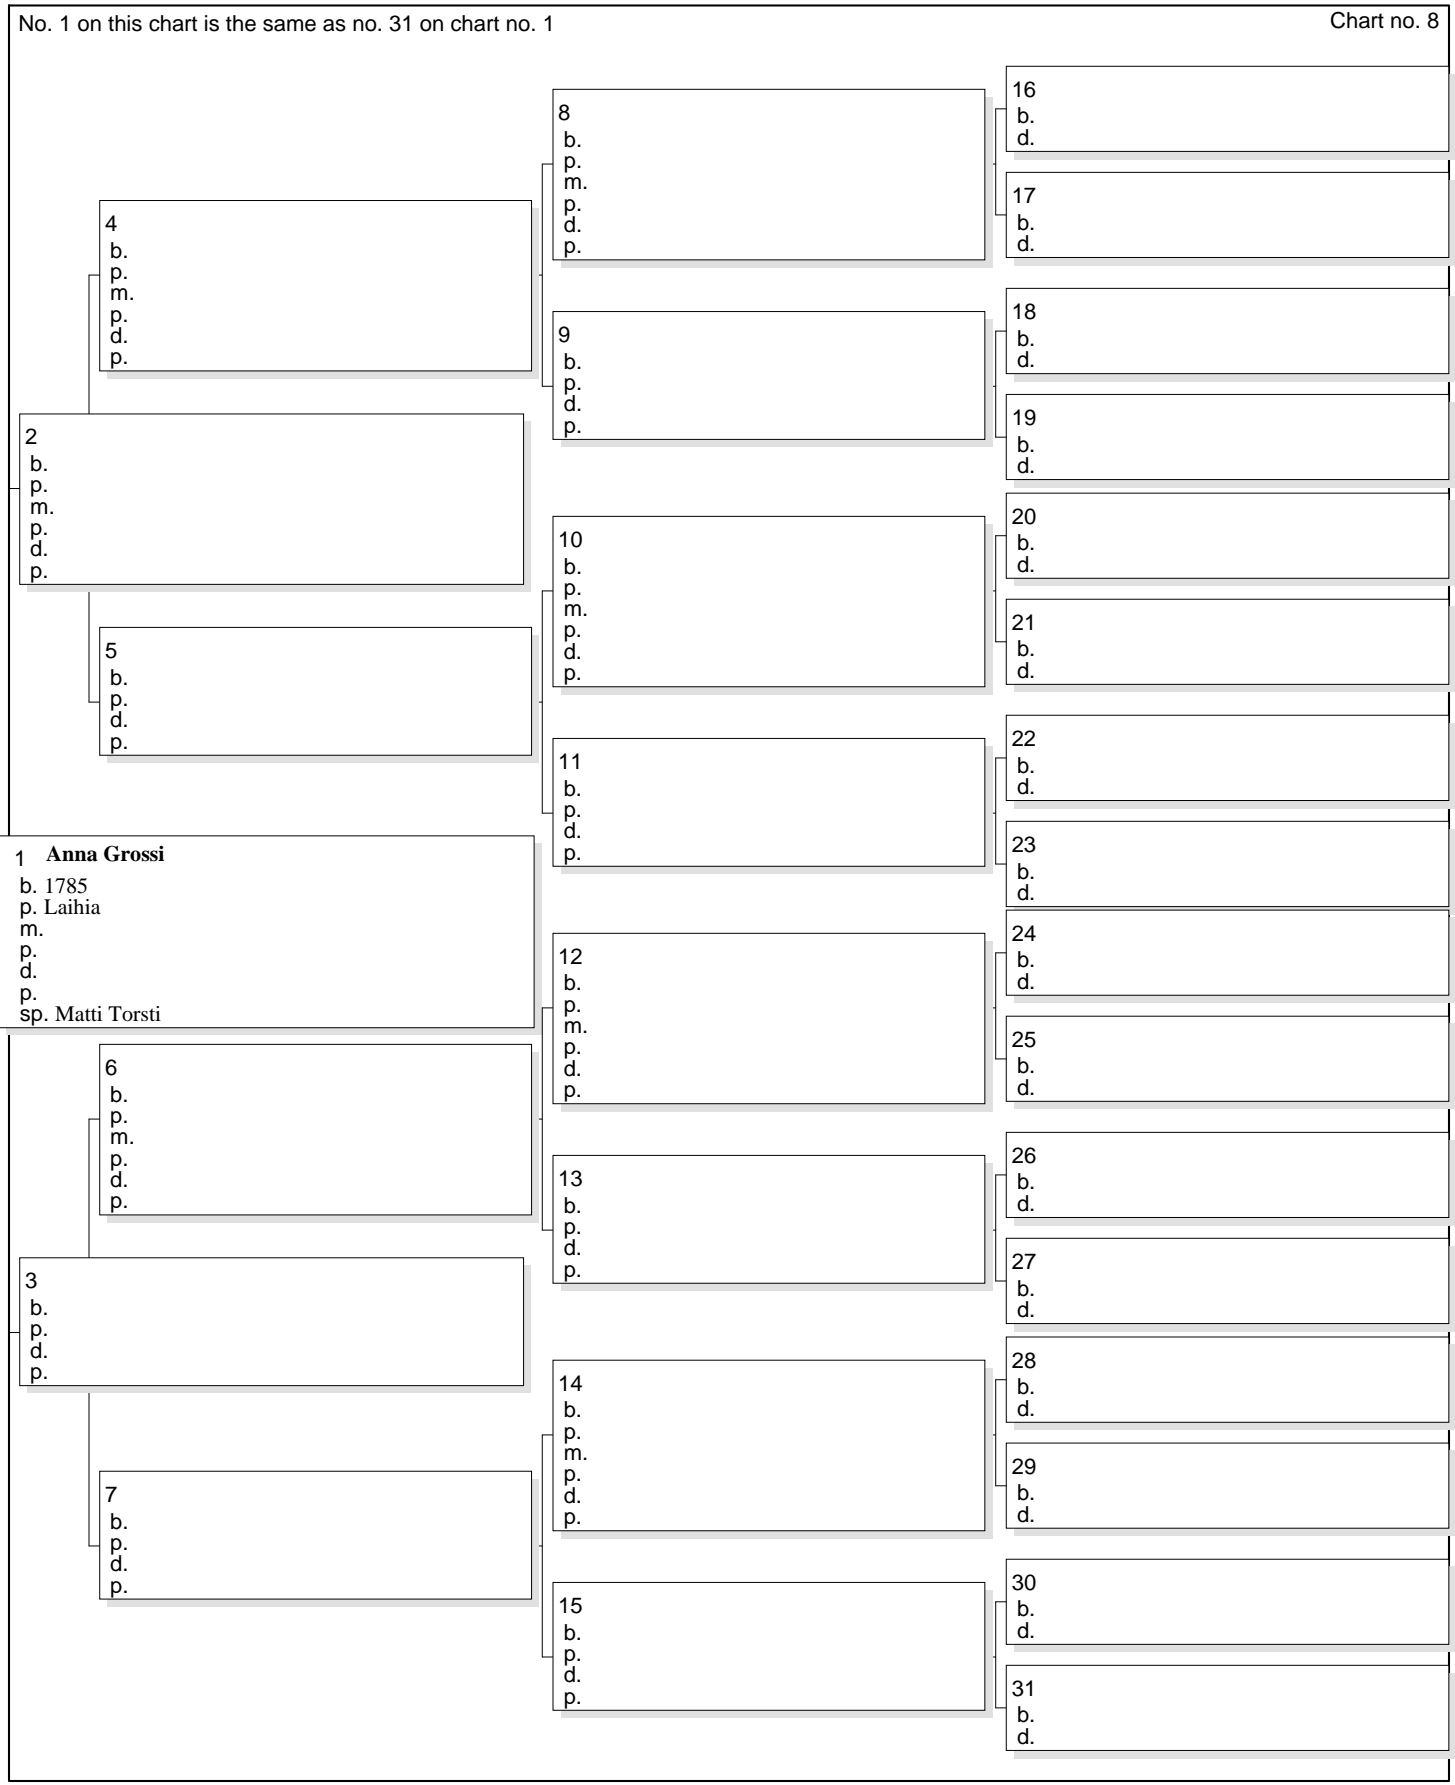 No. 1 on this chart is the same as no. 31 on chart no. 1
Chart no. 8
1 Anna Grossi
b. 1785
p. Laihia
m.
p.
d.
p.
sp. Matti Torsti
2
b.
p.
m.
p.
d.
p.
3
b.
p.
d.
p.
4
b.
p.
m.
p.
d.
p.
5
b.
p.
d.
p.
6
b.
p.
m.
p.
d.
p.
7
b.
p.
d.
p.
8
b.
p.
m.
p.
d.
p.
9
b.
p.
d.
p.
10
b.
p.
m.
p.
d.
p.
11
b.
p.
d.
p.
12
b.
p.
m.
p.
d.
p.
13
b.
p.
d.
p.
14
b.
p.
m.
p.
d.
p.
15
b.
p.
d.
p.
16
b.
d.
17
b.
d.
18
b.
d.
19
b.
d.
20
b.
d.
21
b.
d.
22
b.
d.
23
b.
d.
24
b.
d.
25
b.
d.
26
b.
d.
27
b.
d.
28
b.
d.
29
b.
d.
30
b.
d.
31
b.
d.